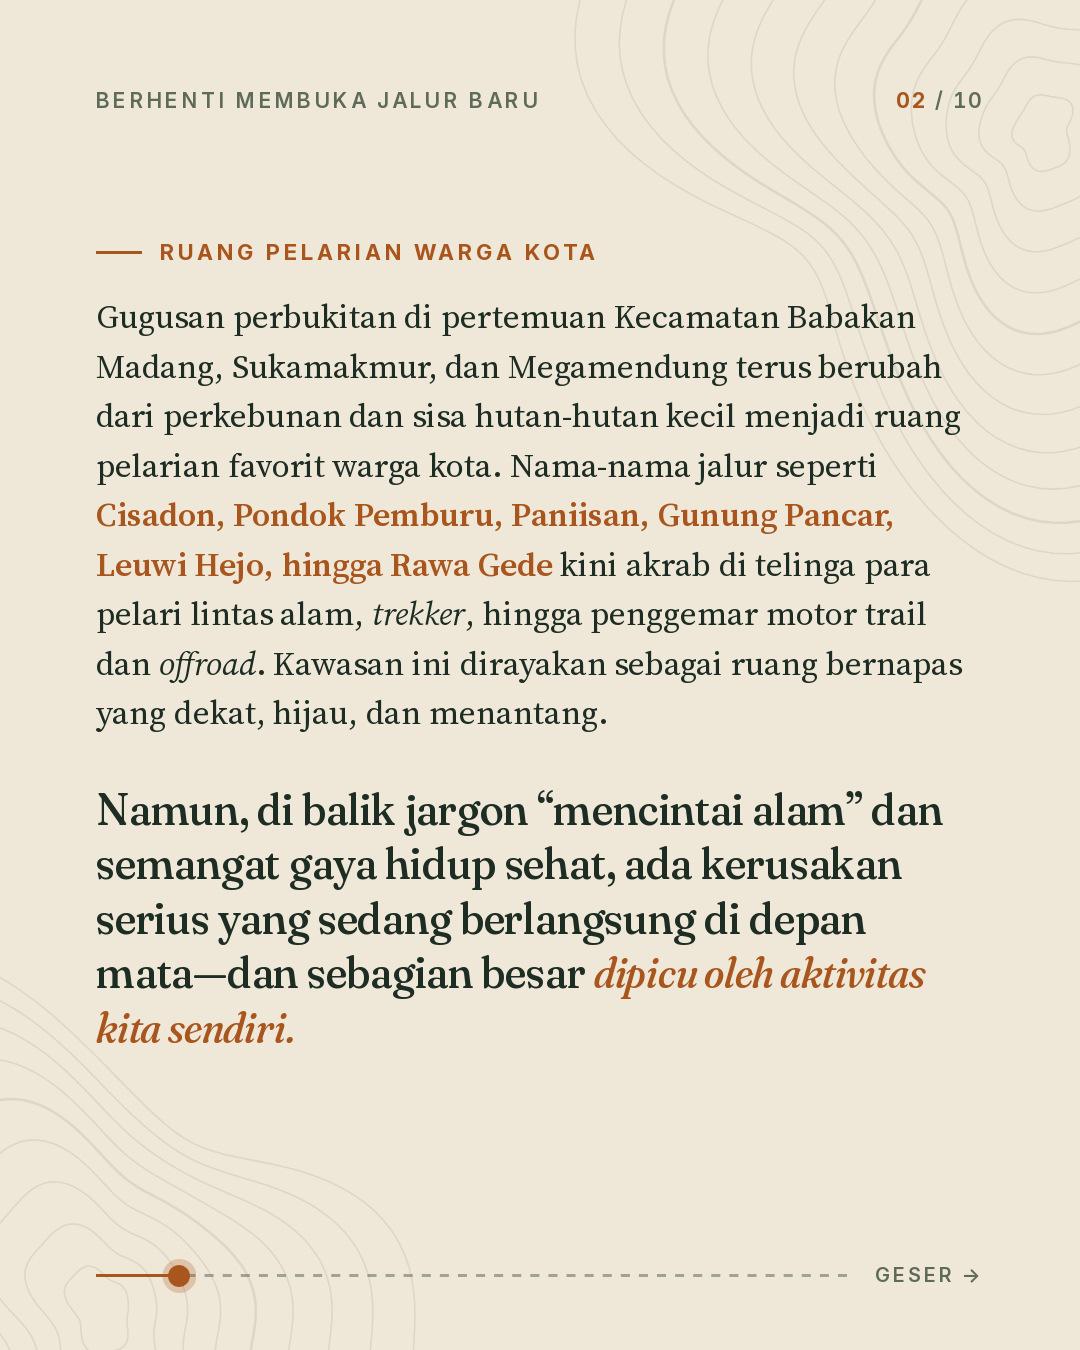 BERHENTI MEMBUKA JALUR BARU
02 / 10
RUANG PELARIAN WARGA KOTA
Gugusan perbukitan di pertemuan Kecamatan Babakan
Madang, Sukamakmur, dan Megamendung terus berubah
dari perkebunan dan sisa hutan-hutan kecil menjadi ruang
pelarian favorit warga kota. Nama-nama jalur seperti
Cisadon, Pondok Pemburu, Paniisan, Gunung Pancar,
Leuwi Hejo, hingga Rawa Gede kini akrab di telinga para
pelari lintas alam, trekker, hingga penggemar motor trail
dan offroad. Kawasan ini dirayakan sebagai ruang bernapas
yang dekat, hijau, dan menantang.
Namun, di balik jargon “mencintai alam” dan
semangat gaya hidup sehat, ada kerusakan
serius yang sedang berlangsung di depan
mata—dan sebagian besar dipicu oleh aktivitas
kita sendiri.
GESER →